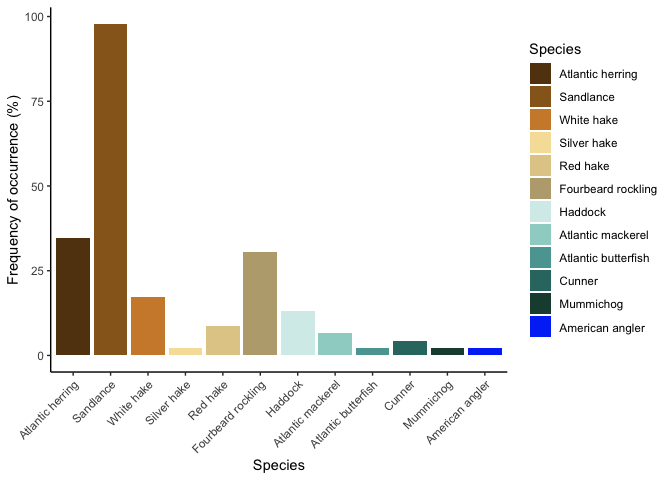 Frequency of occurrence (%)
100
75
50
25
0
Atlantic herring
Sandlance
White hake
Silver hake
Red hake
Fourbeard rockling
Haddock
Atlantic mackerel
Atlantic butterfish
Cunner
Mummichog
American angler
Species
Species
Atlantic herring
Sandlance
White hake
Silver hake
Red hake
Fourbeard rockling
Haddock
Atlantic mackerel
Atlantic butterfish
Cunner
Mummichog
American angler